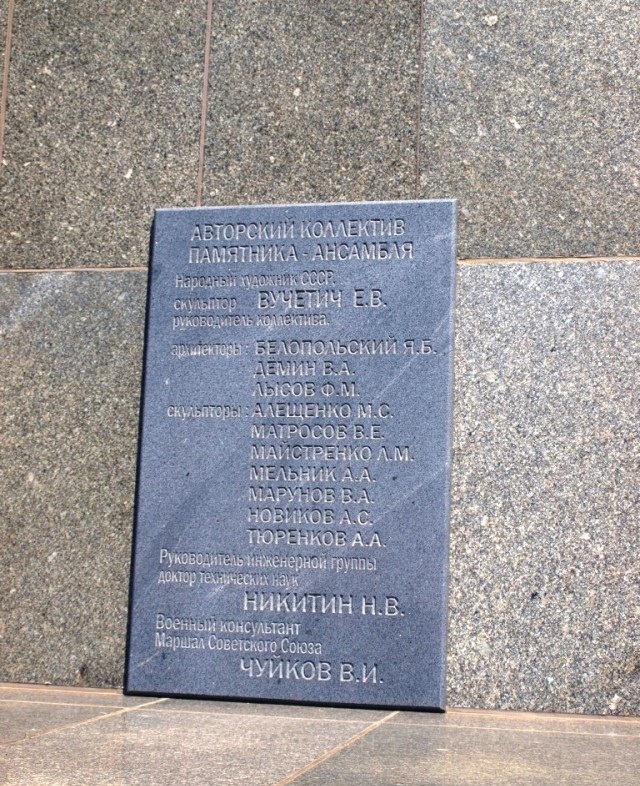 АВТОРСКИЙ КОЛЛЕКТИВ
ПАМЯТНИКА - АНСАМБЛЯ
Народный художник СССР,
скульптор ВУЧЕТИЧ Е.В.
руководитель коллектива.
архитекторы: БЕЛОПОЛЬСКИЙ Я.Б.
ДЕМИН В.А.
ЛЫСОВ Ф.М.
скульпторы: АЛЕЩЕНКО М.С.
МАТРОСОВ В.Е.
МАЙСТРЕНКО Л.М.
МЕЛЬНИК А.А.
МАРУНОВ В.А.
НОВИКОВ А.С.
ТЮРЕНКОВ А.А.
Руководитель инженерной группы
доктор технических наук
НИКИТИН Н.В.
Военный консультант
Маршал Советского Союза
ЧУЙКОВ В.И.